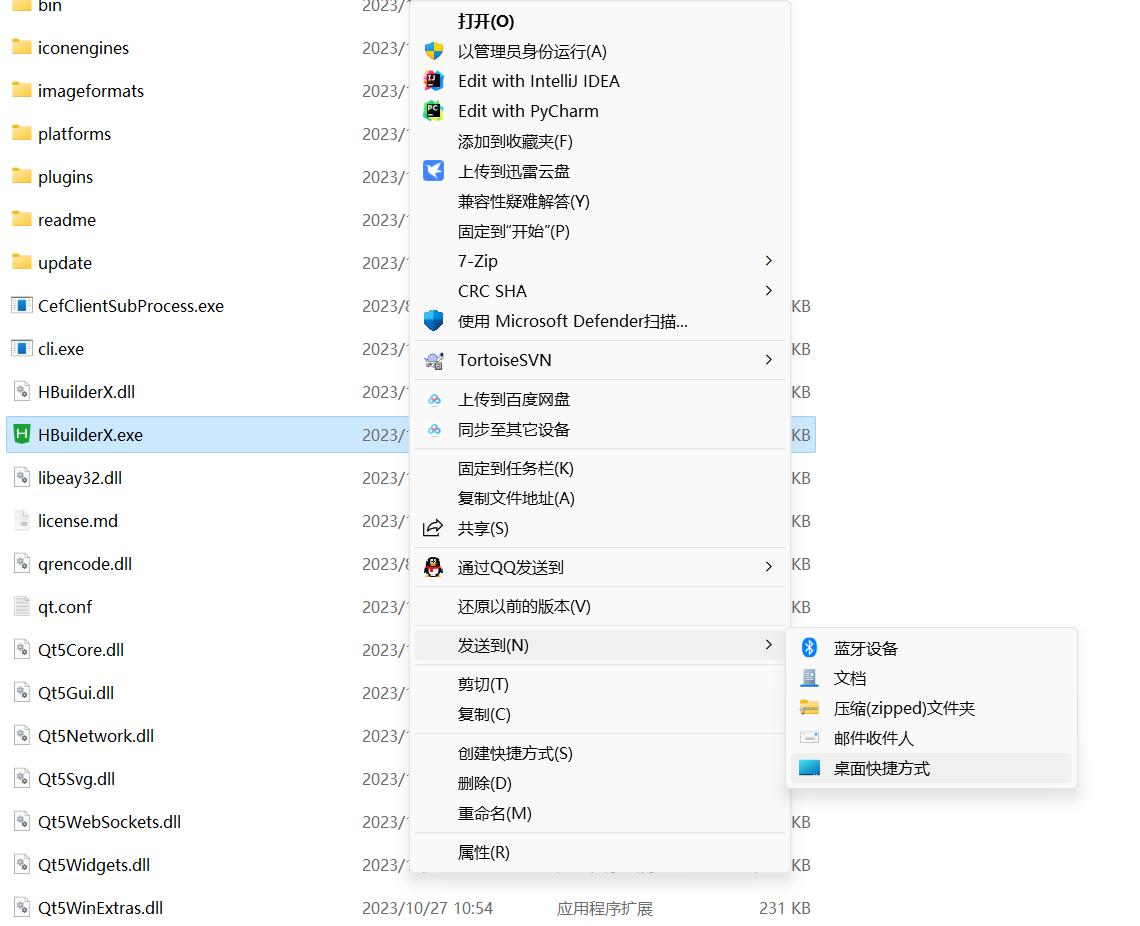 bin 2023/1
iconengines 2023/1
imageformats 2023/1
platforms 2023/1
plugins 2023/1
readme 2023/1
update 2023/1
CefClientSubProcess.exe 2023/8 KB
cli.exe 2023/1 KB
HBuilderX.dll 2023/1 KB
HBuilderX.exe 2023/1 KB
libeay32.dll 2023/1 KB
license.md 2023/1 KB
qrencode.dll 2023/8 KB
qt.conf 2023/1 KB
Qt5Core.dll 2023/1
Qt5Gui.dll 2023/1
Qt5Network.dll 2023/1
Qt5Svg.dll 2023/1
Qt5WebSockets.dll 2023/1 KB
Qt5Widgets.dll 2023/1 KB
Qt5WinExtras.dll 2023/10/27 10:54 应用程序扩展 231 KB
打开(O)
以管理员身份运行(A)
Edit with IntelliJ IDEA
Edit with PyCharm
添加到收藏夹(F)
上传到迅雷云盘
兼容性疑难解答(Y)
固定到"开始"(P)
7-Zip
CRC SHA
使用 Microsoft Defender扫描...
TortoiseSVN
上传到百度网盘
同步至其它设备
固定到任务栏(K)
复制文件地址(A)
共享(S)
通过QQ发送到
还原以前的版本(V)
发送到(N)
剪切(T)
复制(C)
创建快捷方式(S)
删除(D)
重命名(M)
属性(R)
蓝牙设备
文档
压缩(zipped)文件夹
邮件收件人
桌面快捷方式